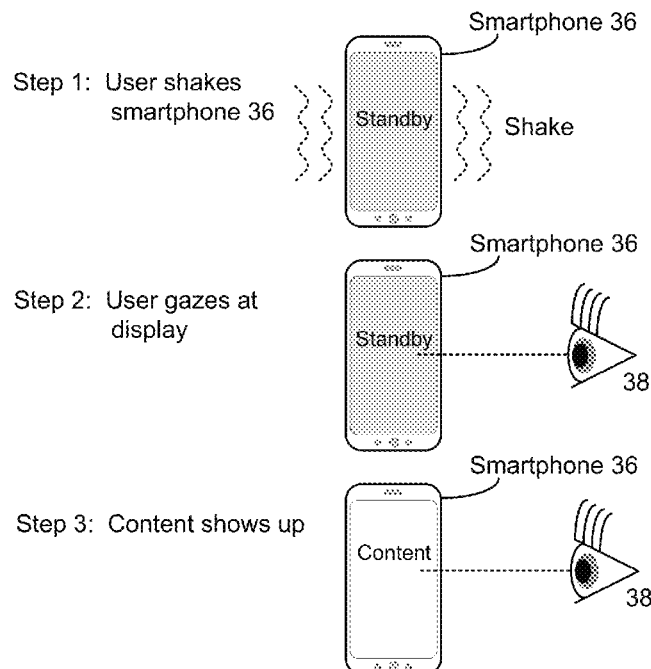 Smartphone 36
Step 1: User shakes
smartphone 36
Standby
Shake
Smartphone 36
Step 2: User gazes at
display
Standby
38
Smartphone 36
Step 3: Content shows up
Content
38